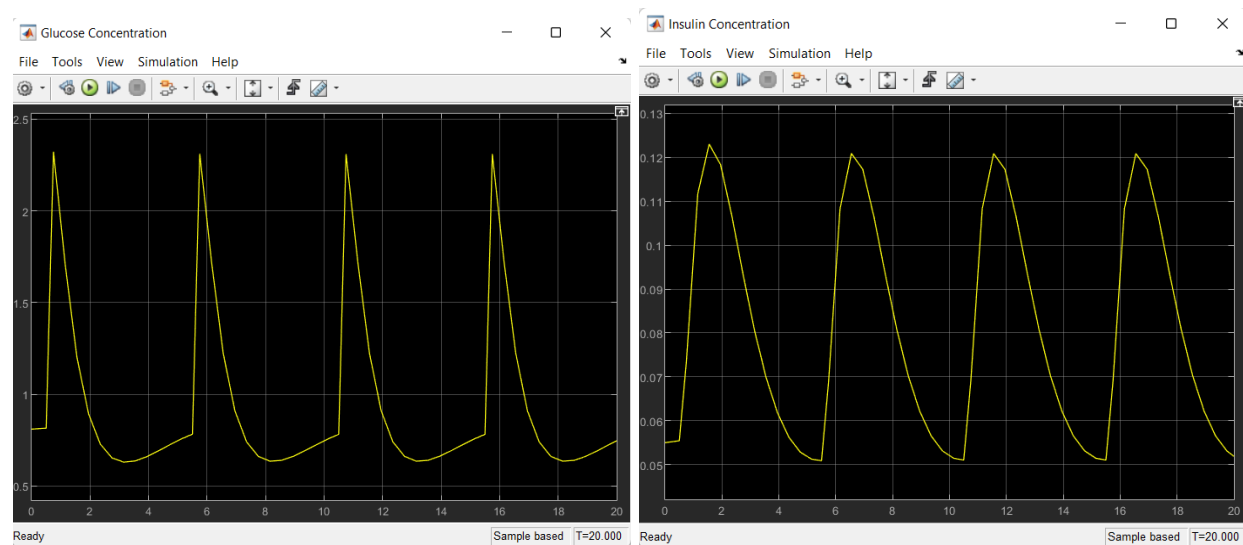 Glucose Concentration
File Tools View Simulation Help
2.5
2
1.5
1
0.5
0 2 4 6 8 10 12 14 16 18 20
Ready Sample based T=20.000
Insulin Concentration
File Tools View Simulation Help
0.13
0.12
0.11
0.1
0.09
0.08
0.07
0.06
0.05
0 2 4 6 8 10 12 14 16 18 20
Ready Sample based T=20.000